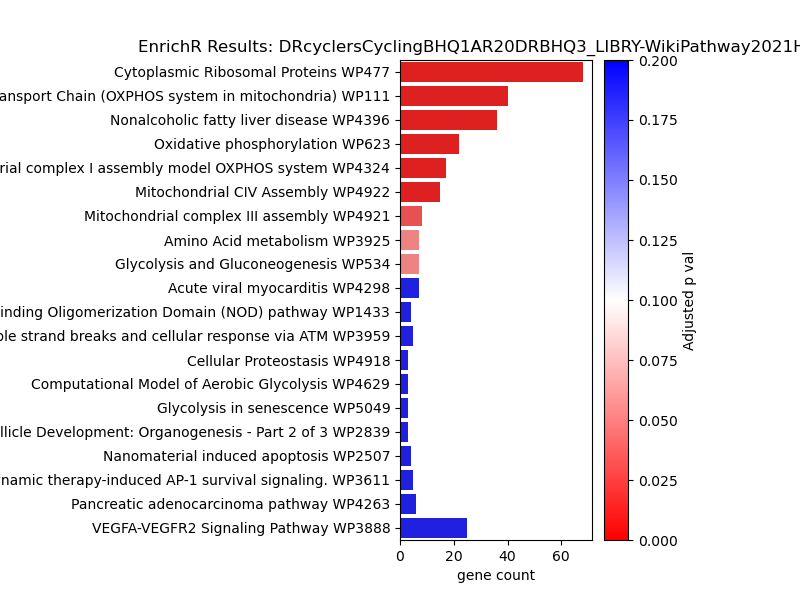 EnrichR Results: DRcyclersCyclingBHQ1AR20DRBHQ3_LIBRY-WikiPathway2021H
Cytoplasmic Ribosomal Proteins WP477
ansport Chain (OXPHOS system in mitochondria) WP111
Nonalcoholic fatty liver disease WP4396
Oxidative phosphorylation WP623
rial complex I assembly model OXPHOS system WP4324
Mitochondrial CIV Assembly WP4922
Mitochondrial complex III assembly WP4921
Amino Acid metabolism WP3925
Glycolysis and Gluconeogenesis WP534
Acute viral myocarditis WP4298
inding Oligomerization Domain (NOD) pathway WP1433
ble strand breaks and cellular response via ATM WP3959
Cellular Proteostasis WP4918
Computational Model of Aerobic Glycolysis WP4629
Glycolysis in senescence WP5049
llicle Development: Organogenesis - Part 2 of 3 WP2839
Nanomaterial induced apoptosis WP2507
ynamic therapy-induced AP-1 survival signaling. WP3611
Pancreatic adenocarcinoma pathway WP4263
VEGFA-VEGFR2 Signaling Pathway WP3888
0 20 40 60
gene count
0.200
0.175
0.150
0.125
0.100
0.075
0.050
0.025
0.000
Adjusted p val